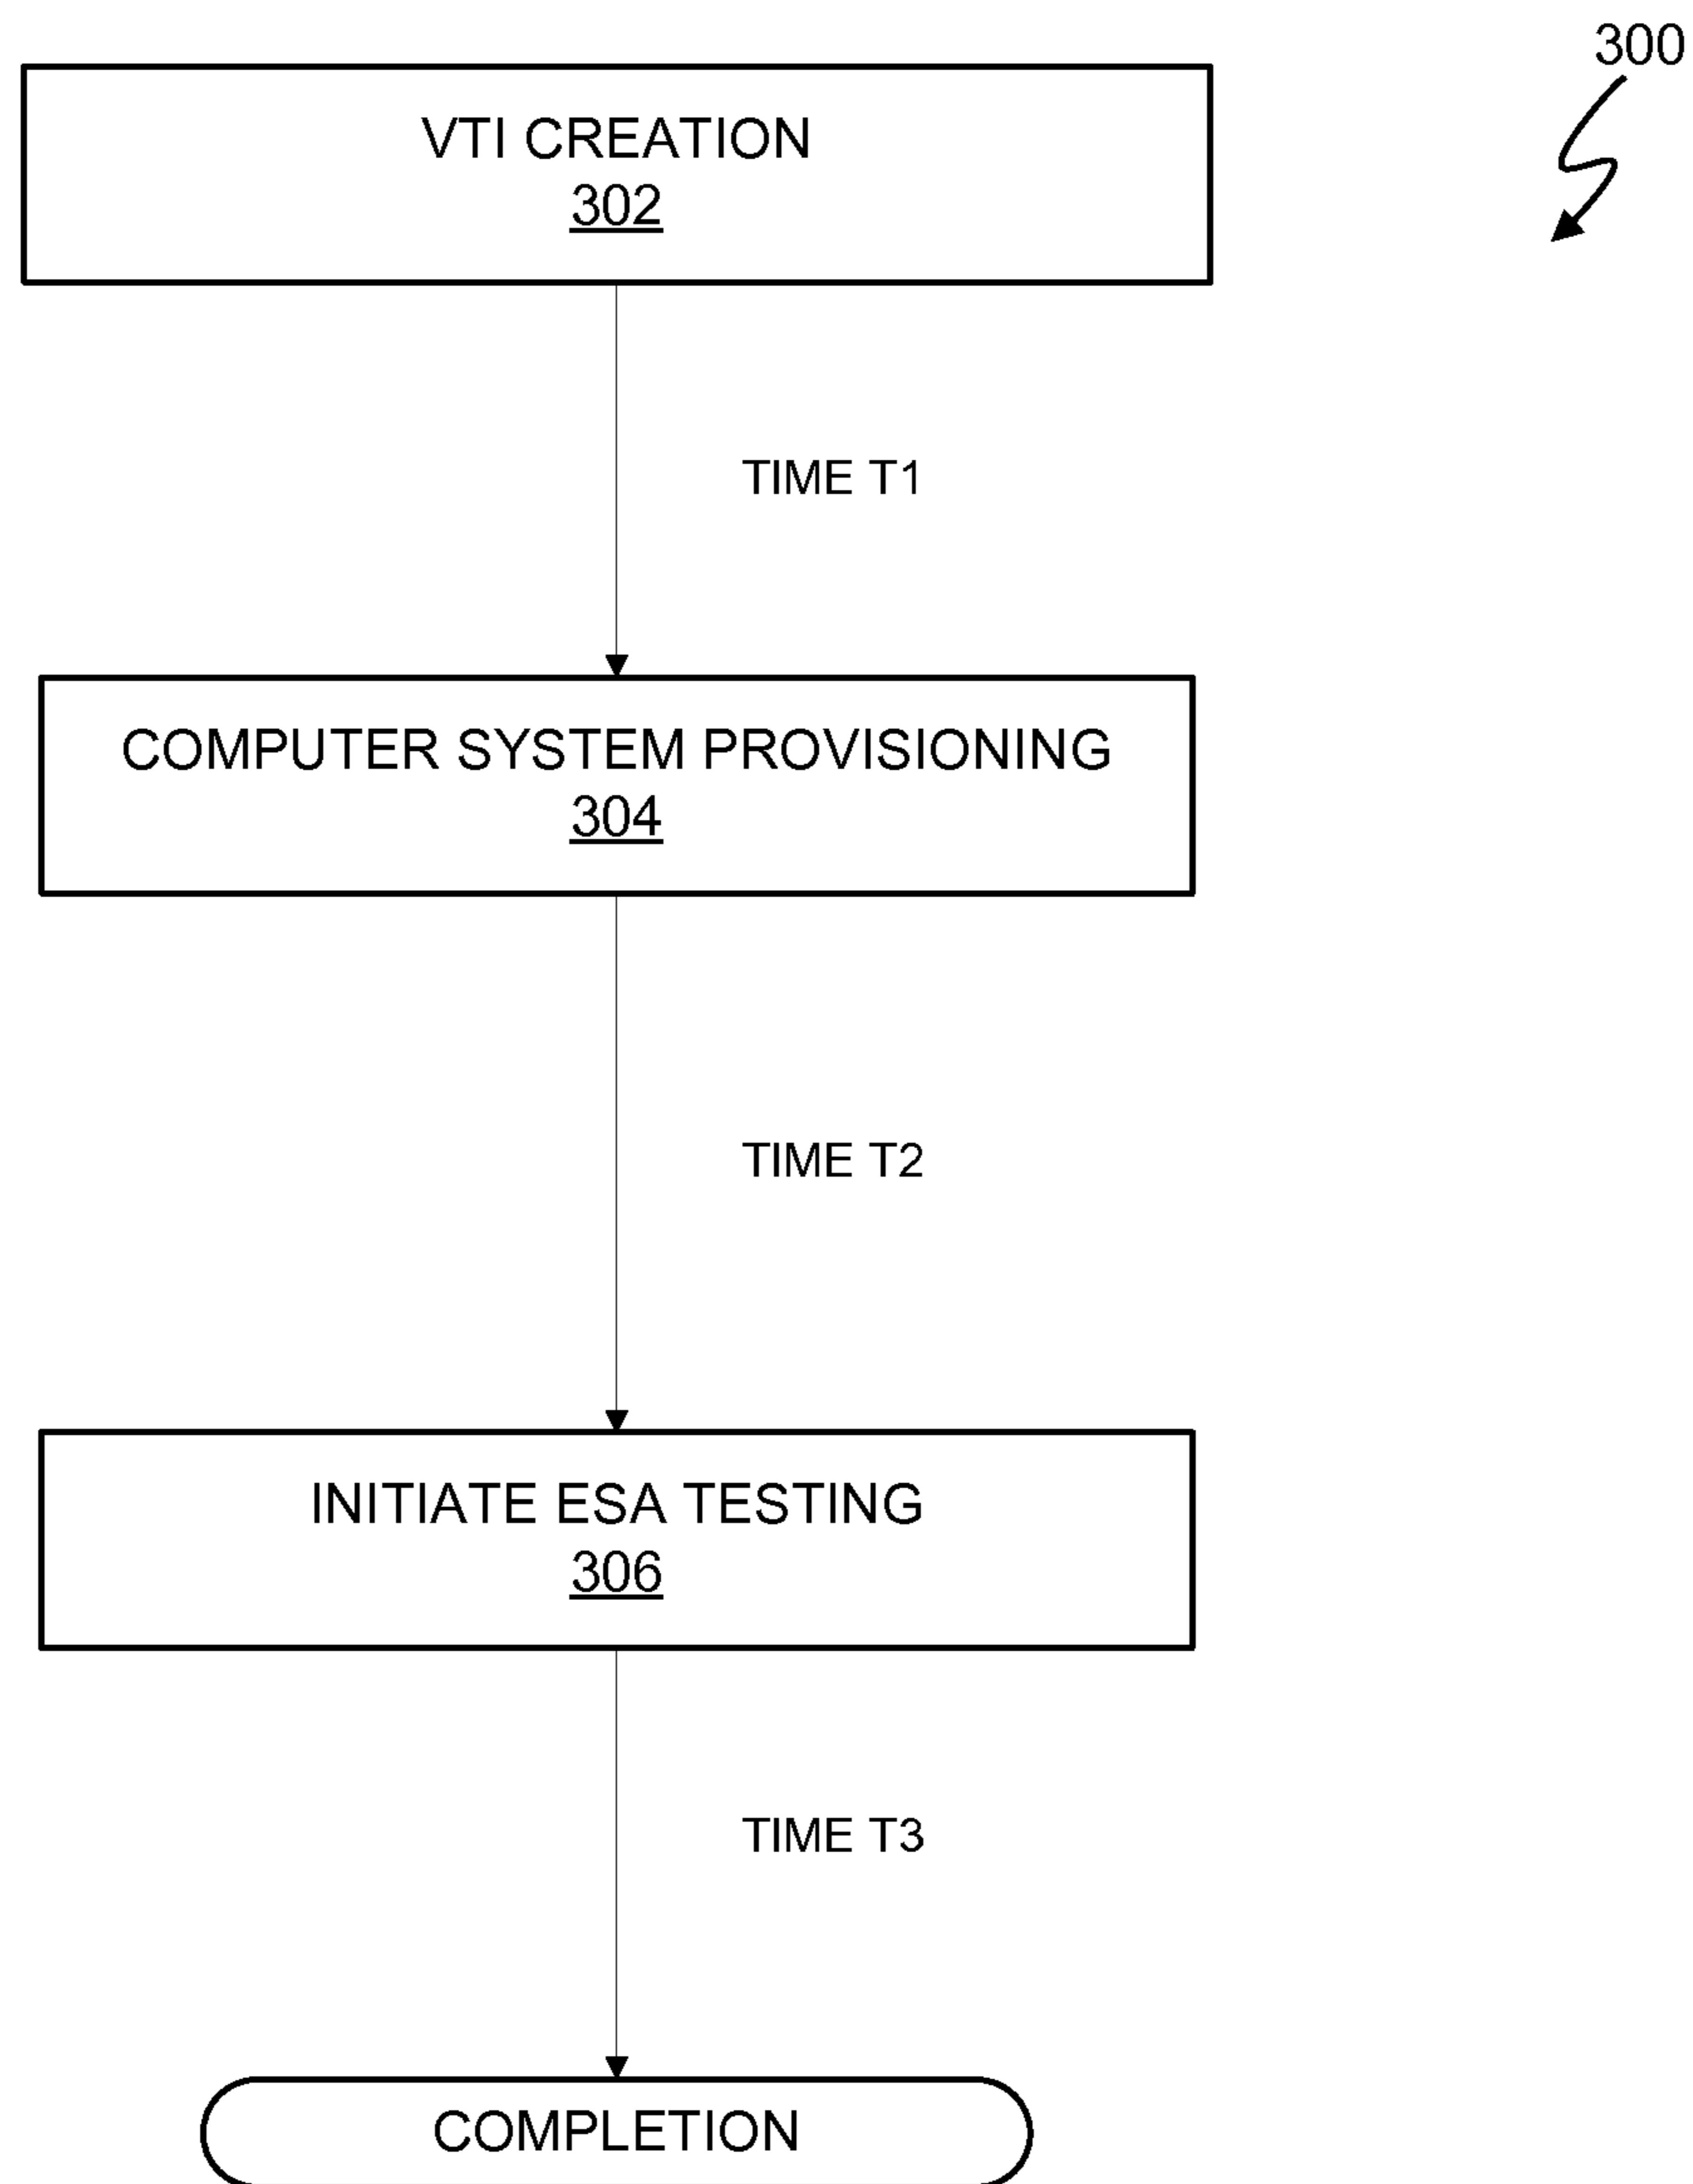 300
VTI CREATION
302
TIME T1
COMPUTER SYSTEM PROVISIONING
304
TIME T2
INITIATE ESA TESTING
306
TIME T3
COMPLETION